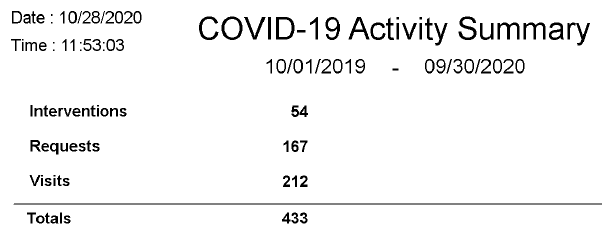 Date : 10/28/2020
Time : 11:53:03
COVID-19 Activity Summary
10/01/2019 - 09/30/2020
Interventions 54
Requests 167
Visits 212
Totals 433